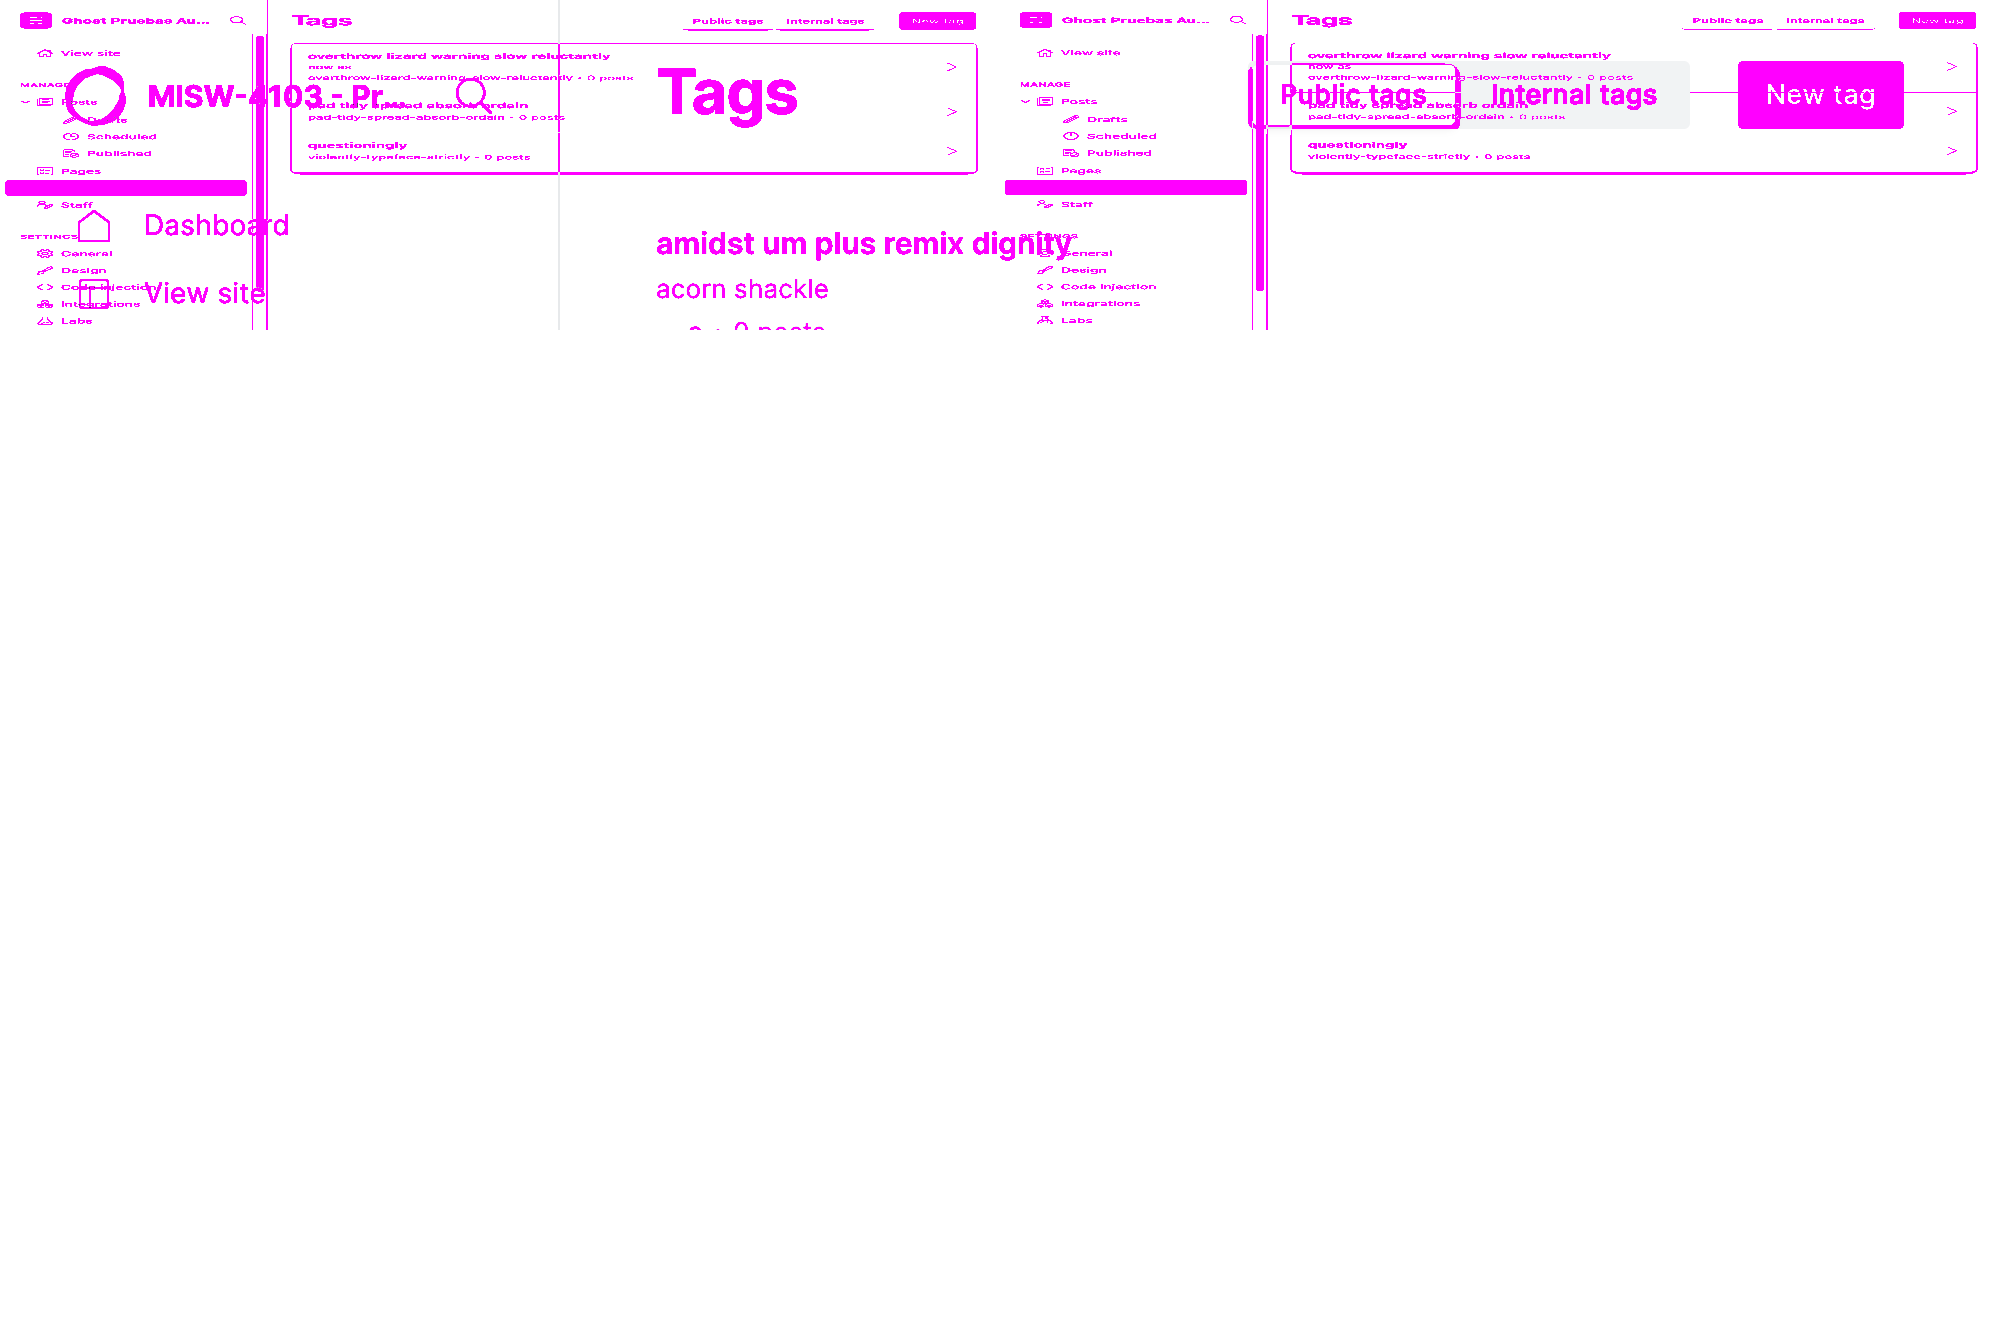 Ghost Pruebas Au...
View site
MANAGE
Posts
Scheduled
Published
Pages
Staff
SETTINGS
General
Design
Code injection
Integrations
Labs
MISW-4103 - Pr...
Dashboard
View site
Tags
Public tags
Internal tags
New tag
overthrow lizard warning slow reluctantly
overthrow-lizard-warning-slow-reluctantly • 0 posts
pad tidy spread absorb ordain
pad-tidy-spread-absorb-ordain • 0 posts
questioningly
violently-typeface-strictly • 0 posts
Tags
amidst um plus remix dignity
acorn shackle
0 posts
Ghost Pruebas Au...
View site
MANAGE
Posts
Drafts
Scheduled
Published
Pages
Staff
SETTINGS
General
Design
Code injection
Integrations
Labs
Tags
Public tags
Internal tags
New tag
overthrow lizard warning slow reluctantly
now as
overthrow-lizard-warning-slow-reluctantly • 0 posts
pad tidy spread absorb ordain
pad-tidy-spread-absorb-ordain • 0 posts
questioningly
violently-typeface-strictly • 0 posts
Public tags
Internal tags
New tag